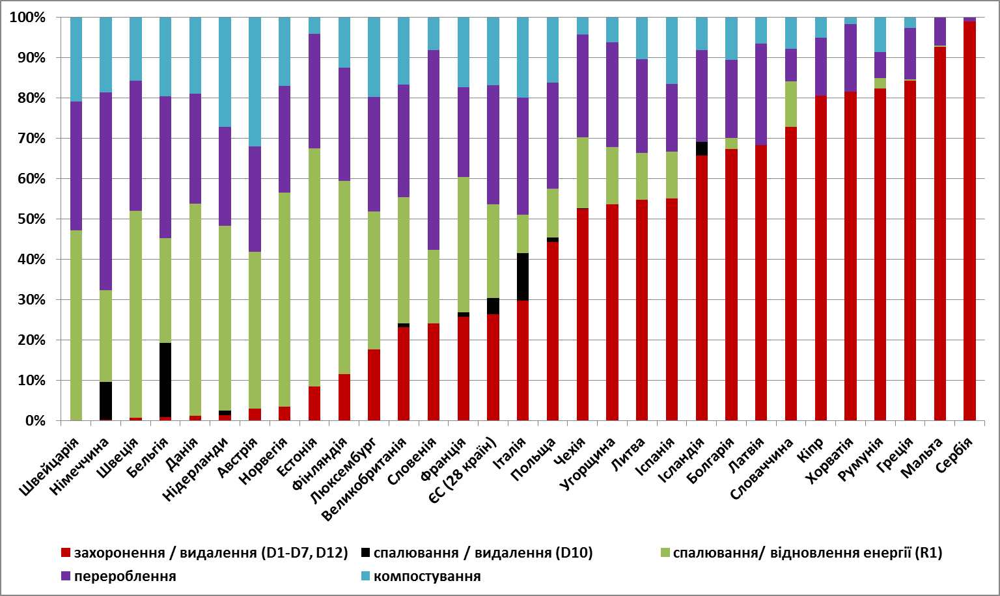 100%
90%
80%
70%
60%
50%
40%
30%
20%
10%
0%
Швейцарія
Німеччина
Швеція
Бельгія
Данія
Нідерланди
Австрія
Норвегія
Естонія
Фінляндія
Люксембург
Великобританія
Словенія
Франція
ЄС (28 країн)
Італія
Польща
Чехія
Угорщина
Литва
Іспанія
Ісландія
Болгарія
Латвія
Словаччина
Кіпр
Хорватія
Румунія
Греція
Мальта
Сербія
захоронення / видалення (D1-D7, D12)
спалювання / видалення (D10)
спалювання/ відновлення енергії (R1)
перероблення
компостування